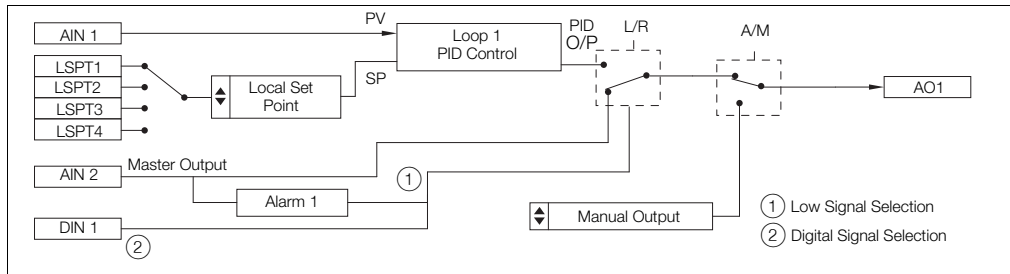 AIN 1
PV
Loop 1
PID Control
PID
O/P
L/R
A/M
LSPT1
LSPT2
LSPT3
LSPT4
Local Set
Point
SP
AO1
AIN 2
Master Output
Alarm 1
1
DIN 1
2
Manual Output
1 Low Signal Selection
2 Digital Signal Selection